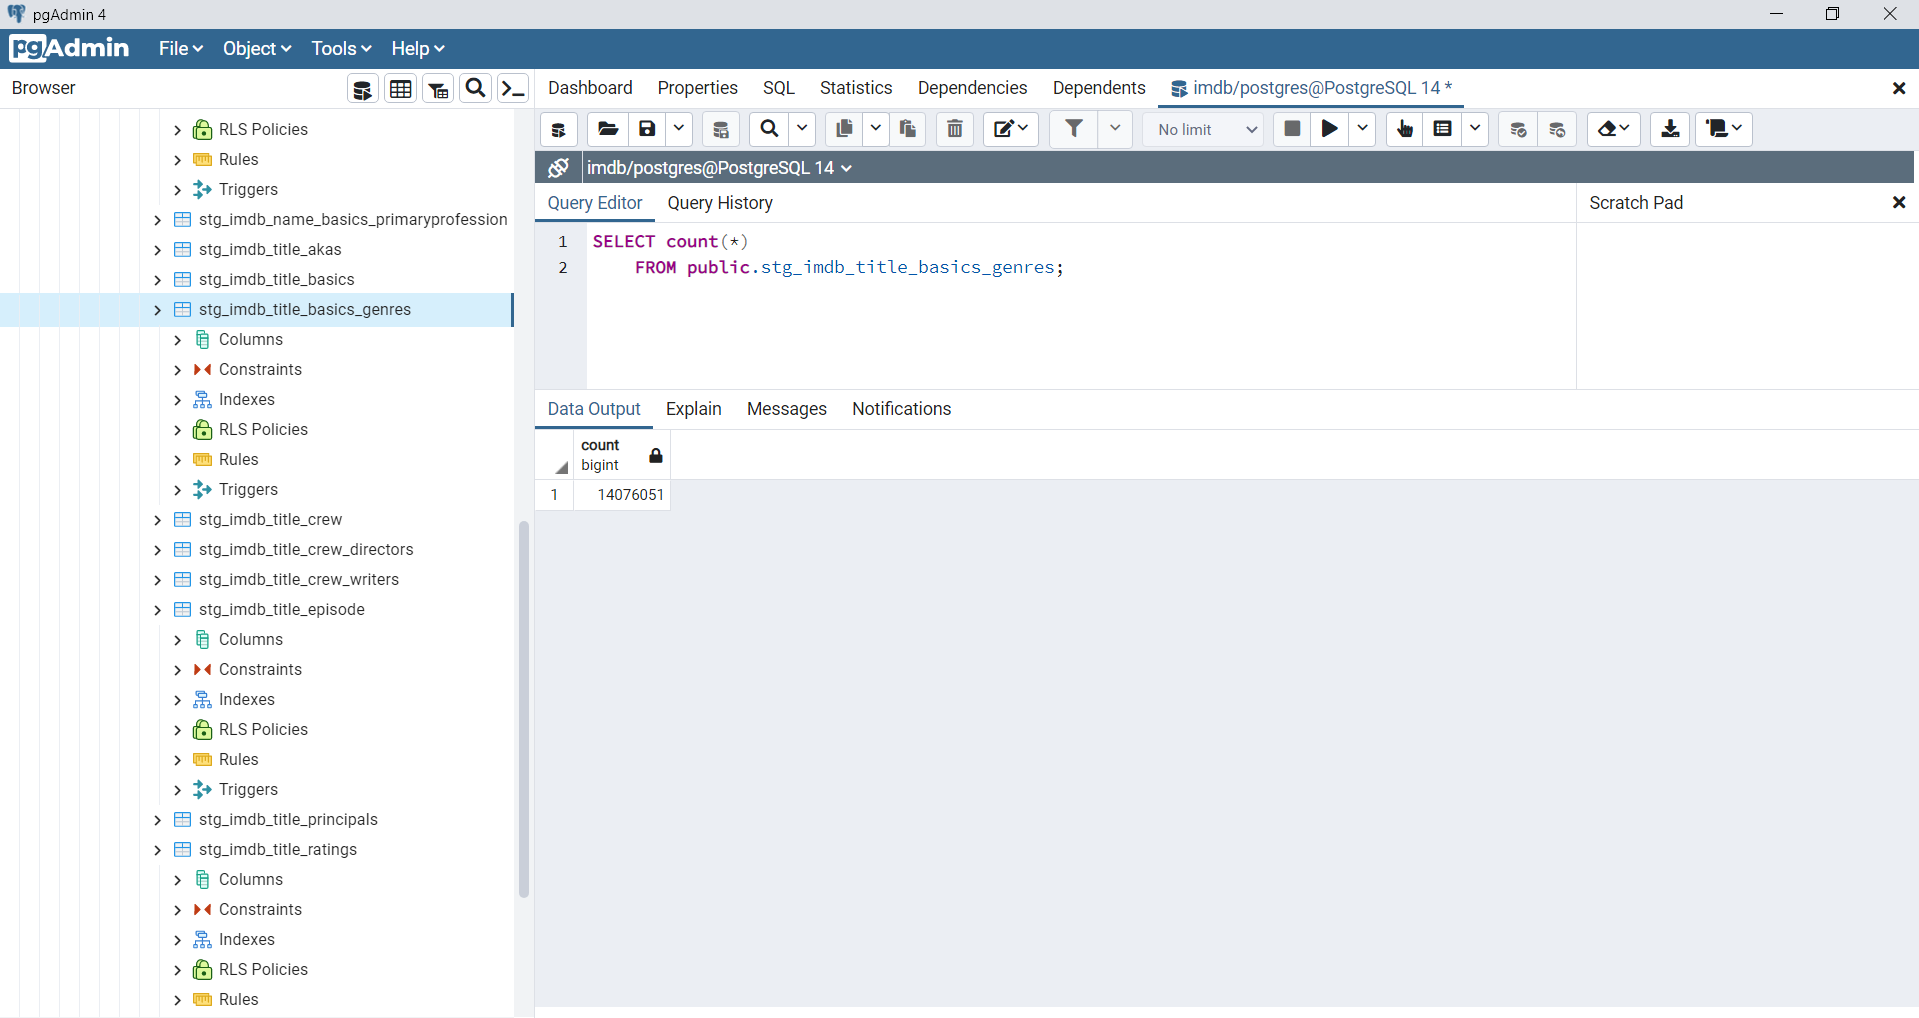 pgAdmin 4
pgAdmin File Object Tools Help
Browser
RLS Policies
Rules
Triggers
stg_imdb_name_basics_primaryprofession
stg_imdb_title_akas
stg_imdb_title_basics
stg_imdb_title_basics_genres
Columns
Constraints
Indexes
RLS Policies
Rules
Triggers
stg_imdb_title_crew
stg_imdb_title_crew_directors
stg_imdb_title_crew_writers
stg_imdb_title_episode
Columns
Constraints
Indexes
RLS Policies
Rules
Triggers
stg_imdb_title_principals
stg_imdb_title_ratings
Columns
Constraints
Indexes
RLS Policies
Rules
Dashboard Properties SQL Statistics Dependencies Dependents imdb/postgres@PostgreSQL 14 *
No limit
imdb/postgres@PostgreSQL 14
Query Editor Query History
1 SELECT count(*)
2 FROM public.stg_imdb_title_basics_genres;
Scratch Pad
Data Output Explain Messages Notifications
count
bigint
1 14076051